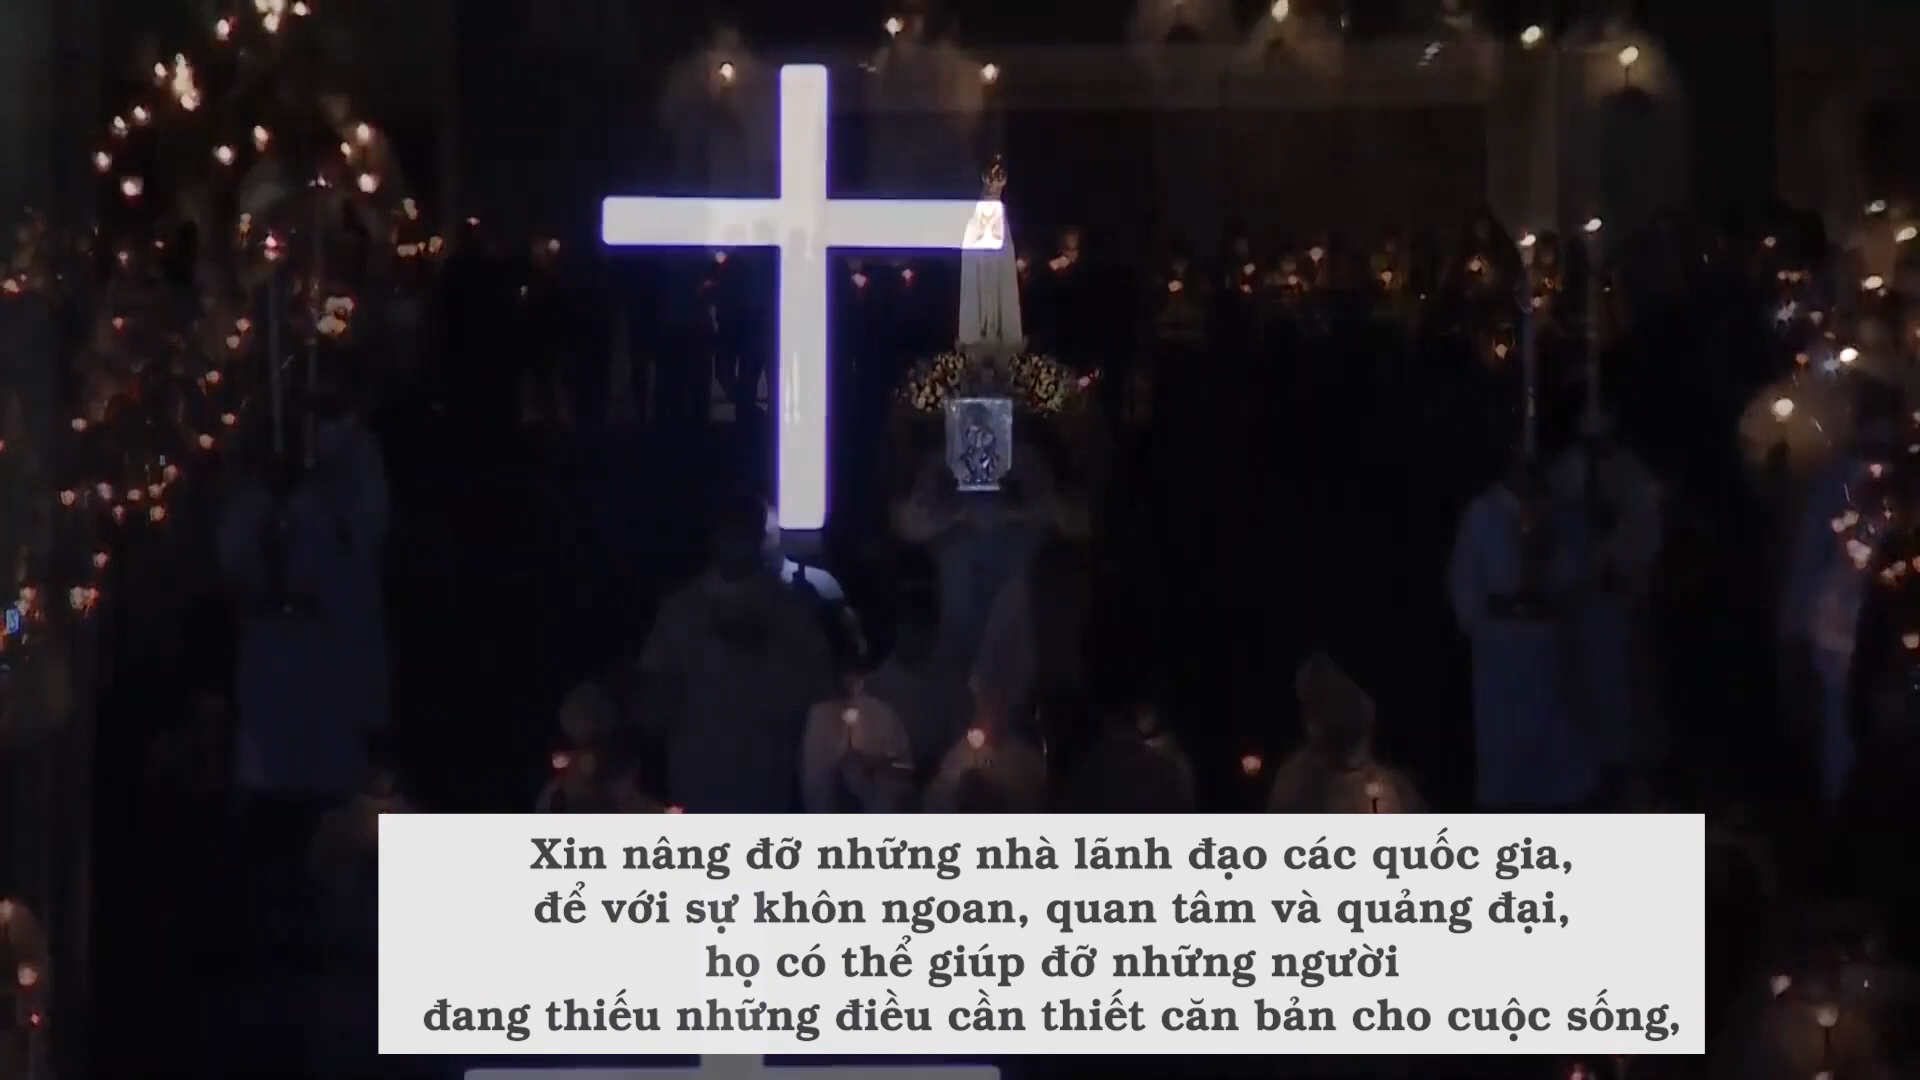 Xin nâng đỡ những nhà lãnh đạo các quốc gia,
để với sự khôn ngoan, quan tâm và quảng đại,
họ có thể giúp đỡ những người
đang thiếu những điều cần thiết căn bản cho cuộc sống,